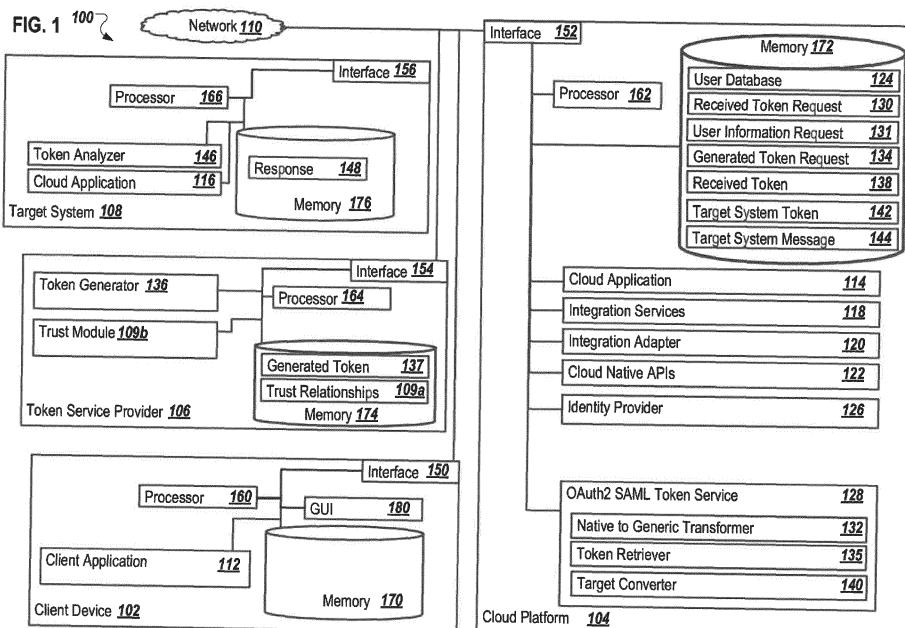 FIG. 1
100
Network 110
Interface 156
Processor 166
Token Analyzer 146
Cloud Application 116
Response 148
Memory 176
Target System 108
Interface 154
Token Generator 136
Processor 164
Trust Module 109b
Generated Token 137
Trust Relationships 109a
Memory 174
Token Service Provider 106
Interface 150
Processor 160
GUI 180
Client Application 112
Memory 170
Client Device 102
Interface 152
Memory 172
Processor 162
User Database 124
Received Token Request 130
User Information Request 131
Generated Token Request 134
Received Token 138
Target System Token 142
Target System Message 144
Cloud Application 114
Integration Services 118
Integration Adapter 120
Cloud Native APIs 122
Identity Provider 126
OAuth2 SAML Token Service 128
Native to Generic Transformer 132
Token Retriever 135
Target Converter 140
Cloud Platform 104